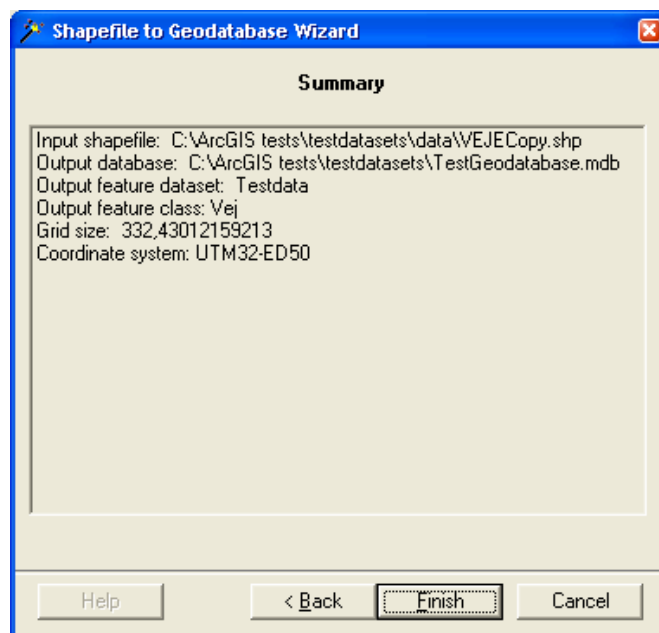 Shapefile to Geodatabase Wizard
Summary
Input shapefile:  C:\ArcGIS tests\testdatasets\data\VEJECopy.shp
Output database:  C:\ArcGIS tests\testdatasets\TestGeodatabase.mdb
Output feature dataset:  Testdata
Output feature class: Vej
Grid size:  332,43012159213
Coordinate system: UTM32-ED50
Help
< Back
Finish
Cancel